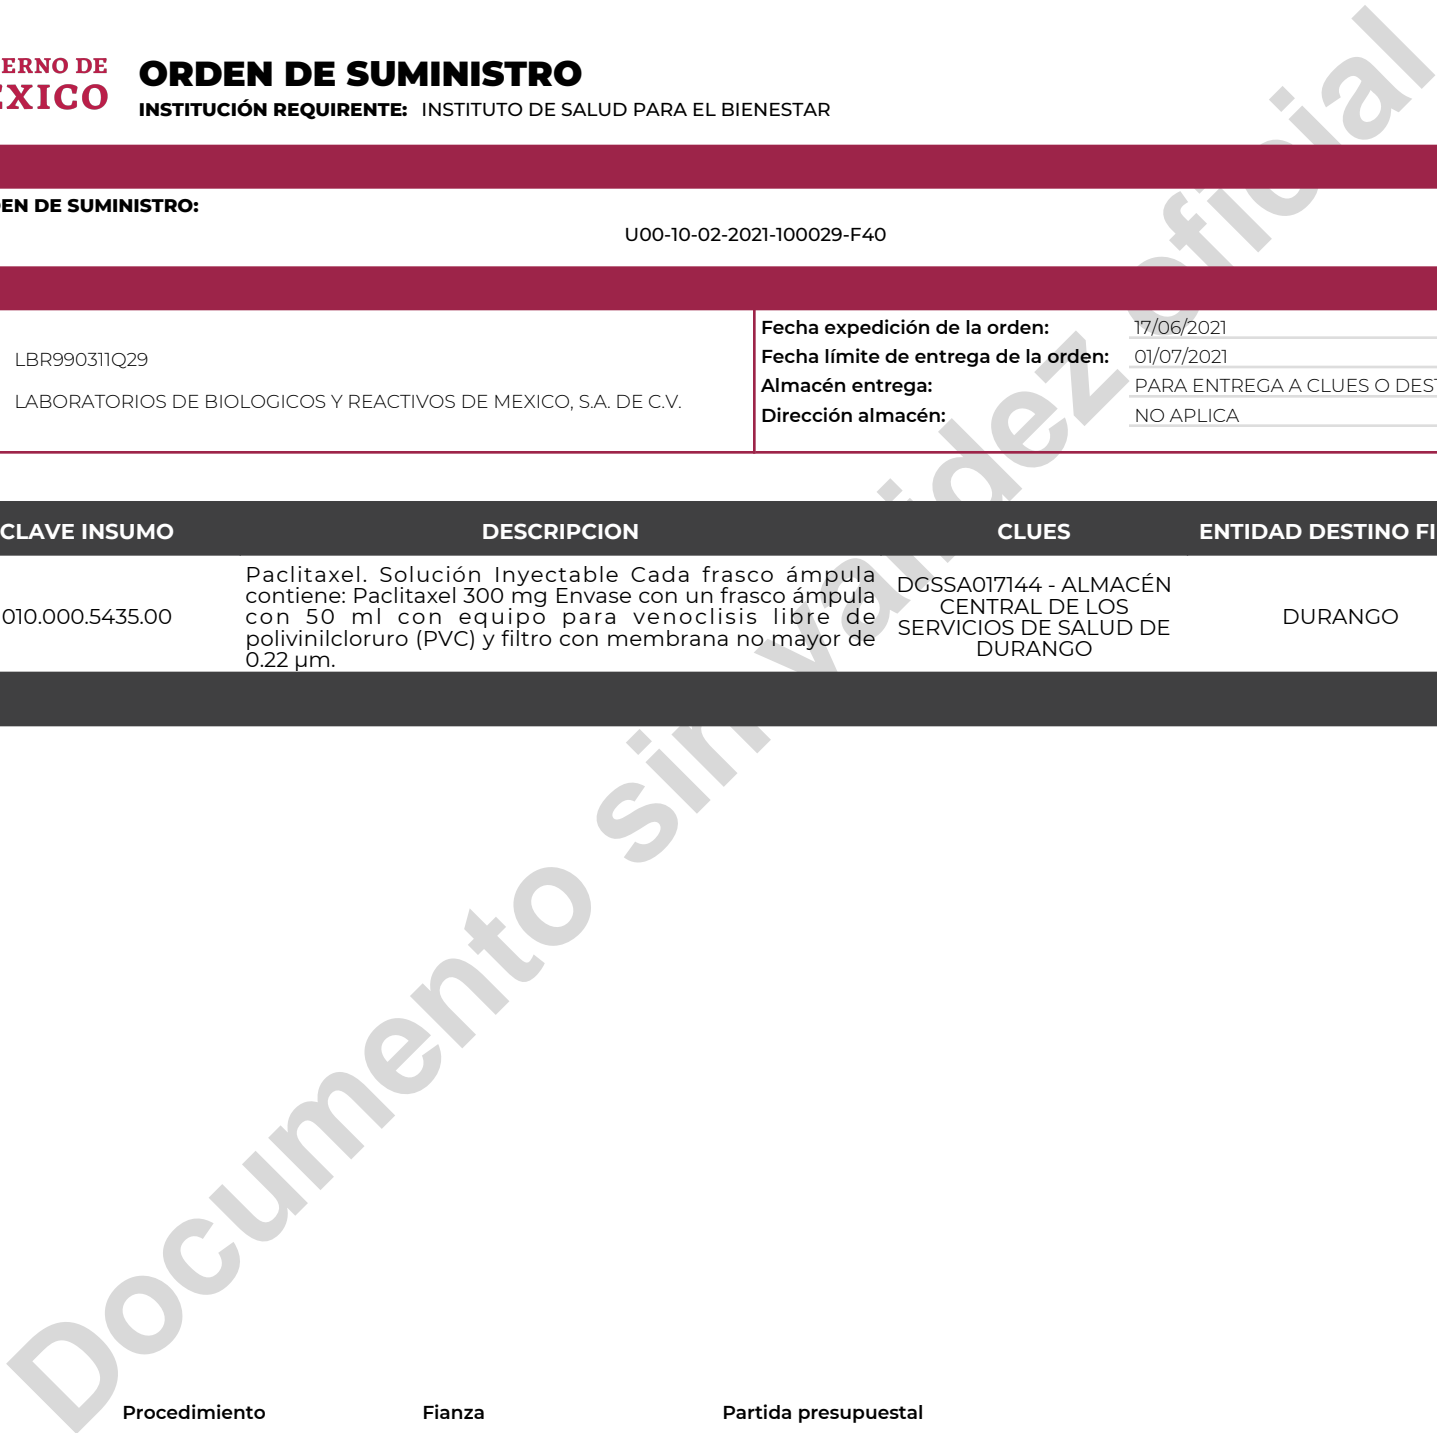 ERNO DE
ÉXICO
ORDEN DE SUMINISTRO
INSTITUCIÓN REQUIRENTE: INSTITUTO DE SALUD PARA EL BIENESTAR
EN DE SUMINISTRO:
U00-10-02-2021-100029-F40
LBR990311Q29
LABORATORIOS DE BIOLOGICOS Y REACTIVOS DE MEXICO, S.A. DE C.V.
Fecha expedición de la orden: 17/06/2021
Fecha límite de entrega de la orden: 01/07/2021
Almacén entrega: PARA ENTREGA A CLUES O DEST
Dirección almacén: NO APLICA
CLAVE INSUMO DESCRIPCION CLUES ENTIDAD DESTINO FI
010.000.5435.00
Paclitaxel. Solución Inyectable Cada frasco ámpula
contiene: Paclitaxel 300 mg Envase con un frasco ámpula
con 50 ml con equipo para venoclisis libre de
polivinilcloruro (PVC) y filtro con membrana no mayor de
0.22 µm.
DGSSA017144 - ALMACÉN
CENTRAL DE LOS
SERVICIOS DE SALUD DE
DURANGO
DURANGO
Documento sin validez oficial
Procedimiento Fianza Partida presupuestal